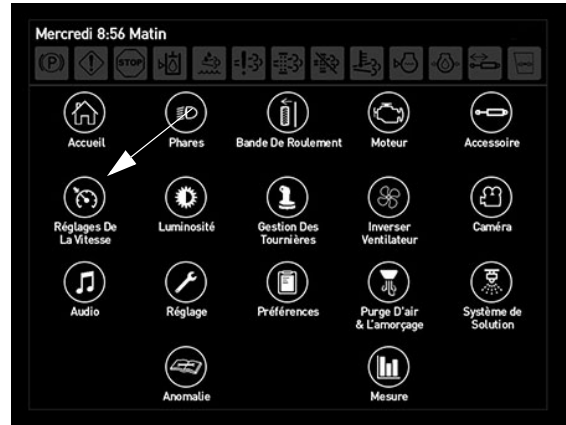 Mercredi 8:56 Matin
(P) STOP
Accueil Phares Bande De Roulement Moteur Accessoire
Réglages De La Vitesse Luminosité Gestion Des Tournières Inverser Ventilateur Caméra
Audio Réglage Préférences Purge D'air & L'amorçage Système de Solution
Anomalie Mesure